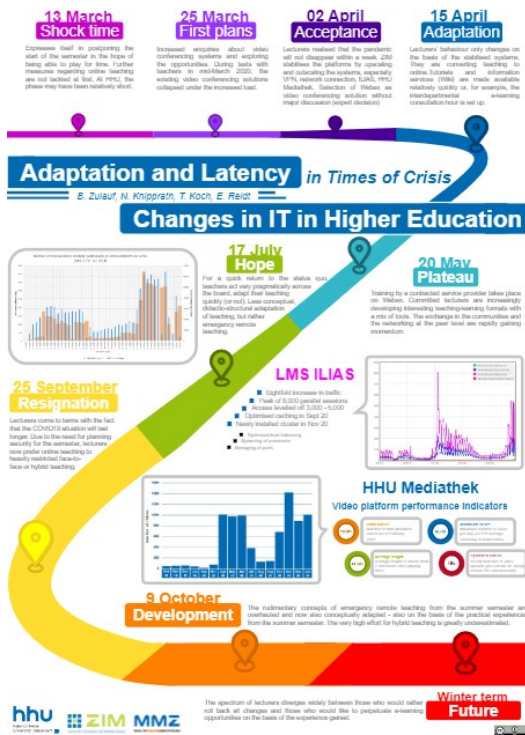 13 March
Shock time
Expresses itself in postponing the
start of the semester in the hope of
being able to play for time. Further
measures regarding online teaching
are not tackled at first. At HHU, the
phase may have been relatively short.
25 March
First plans
Increased enquiries about video
conferencing systems and exploring
the opportunities. During tests with
teachers in mid-March 2020, the
existing video conferencing solutions
collapsed under the increased load.
02 April
Acceptance
Lecturers realised that the pandemic
will not disappear within a week. ZIM
stabilises the platforms by upscaling
and outscaling the systems, especially
VPN, network connection, ILIAS, HHU
Mediathek. Selection of Webex as
video conferencing solution without
major discussion (expert decision)
15 April
Adaptation
Lecturers' behaviour only changes on
the basis of the stabilised systems.
They are converting teaching to
online.Tutorials and information
services (Wiki) are made available
relatively quickly or, for example, the
interdepartmental e-learning
consultation hour is set up.
Adaptation and Latency in Times of Crisis
B. Zulauf, N. Knipprath, T. Koch, E. Reidt
Changes in IT in Higher Education
17 July
Hope
For a quick return to the status quo,
teachers act very pragmatically across
the board, adapt their teaching
quickly (or not). Less conceptual,
didactic-structural adaptation
of teaching, but rather
emergency remote
teaching.
20 May
Plateau
Training by a contracted service provider takes place
on Webex. Committed lecturers are increasingly
developing interesting teaching-learning formats with
a mix of tools. The exchange in the communities and
the networking at the peer level are rapidly gaining
momentum.
25 September
Resignation
Lecturers come to terms with the fact
that the COVID19 situation will last
longer. Due to the need for planning
security for the semester, lecturers
now prefer online teaching to
heavily restricted face-to-
face or hybrid teaching.
LMS ILIAS
Eightfold increase in traffic
Peak of 8,000 parallel sessions
Access levelled off 3,000 - 5,000
Optimised caching in Sept 20
Newly installed cluster in Nov 20
Optimised load balancing
Managing of ports
HHU Mediathek
Video platform performance indicators
9 October
Development
The rudimentary concepts of emergency remote teaching from the summer semester are
overhauled and now also conceptually adapted - also on the basis of the practical experience
from the summer semester. The very high effort for hybrid teaching is greatly underestimated.
Winter term
Future
The spectrum of lecturers diverges widely between those who would rather
roll back all changes and those who would like to perpetuate e-learning
opportunities on the basis of the experience gained.
hhu
ZIM
MMZ